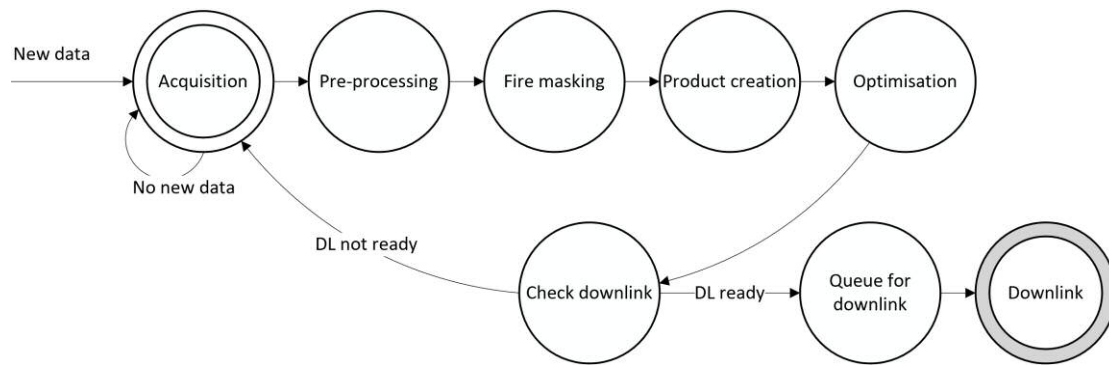 New data
Acquisition
Pre-processing
Fire masking
Product creation
Optimisation
No new data
DL not ready
Check downlink
DL ready
Queue for
downlink
Downlink